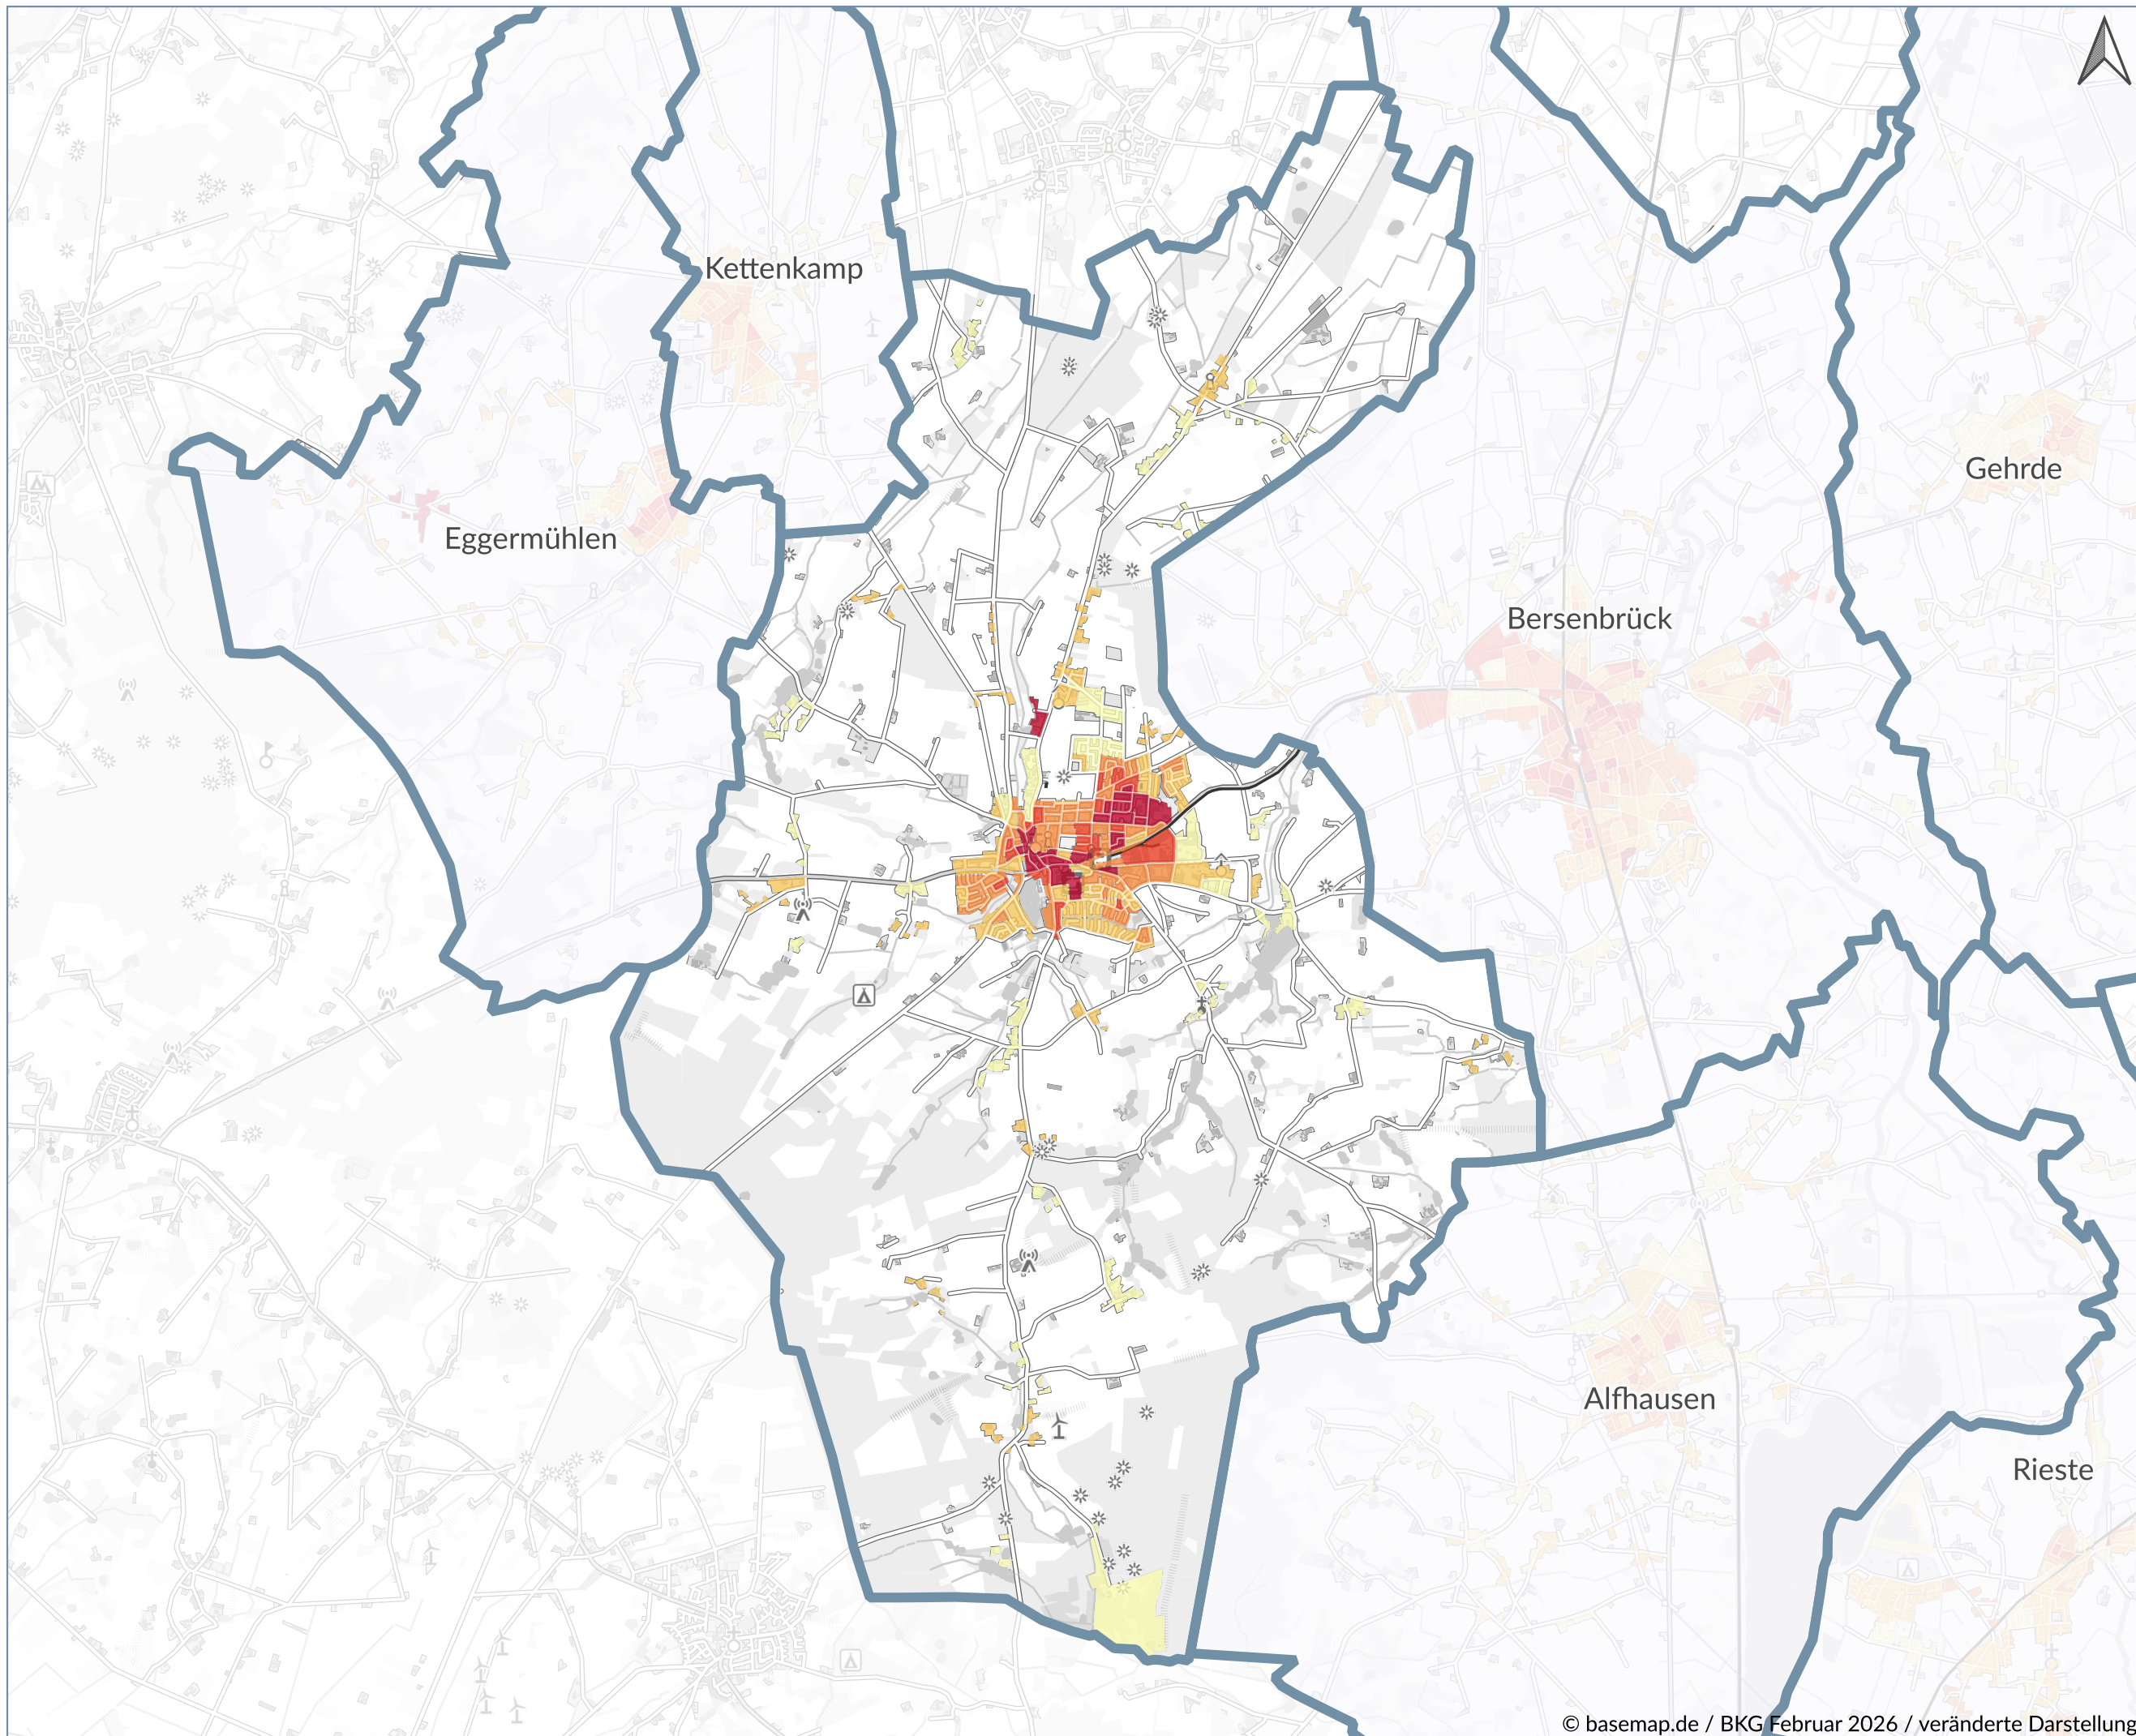 Kettenkamp
Gehrde
Eggermühlen
Bersenbrück
Alfhausen
Rieste
© basemap.de / BKG Februar 2026 / veränderte Darstellung